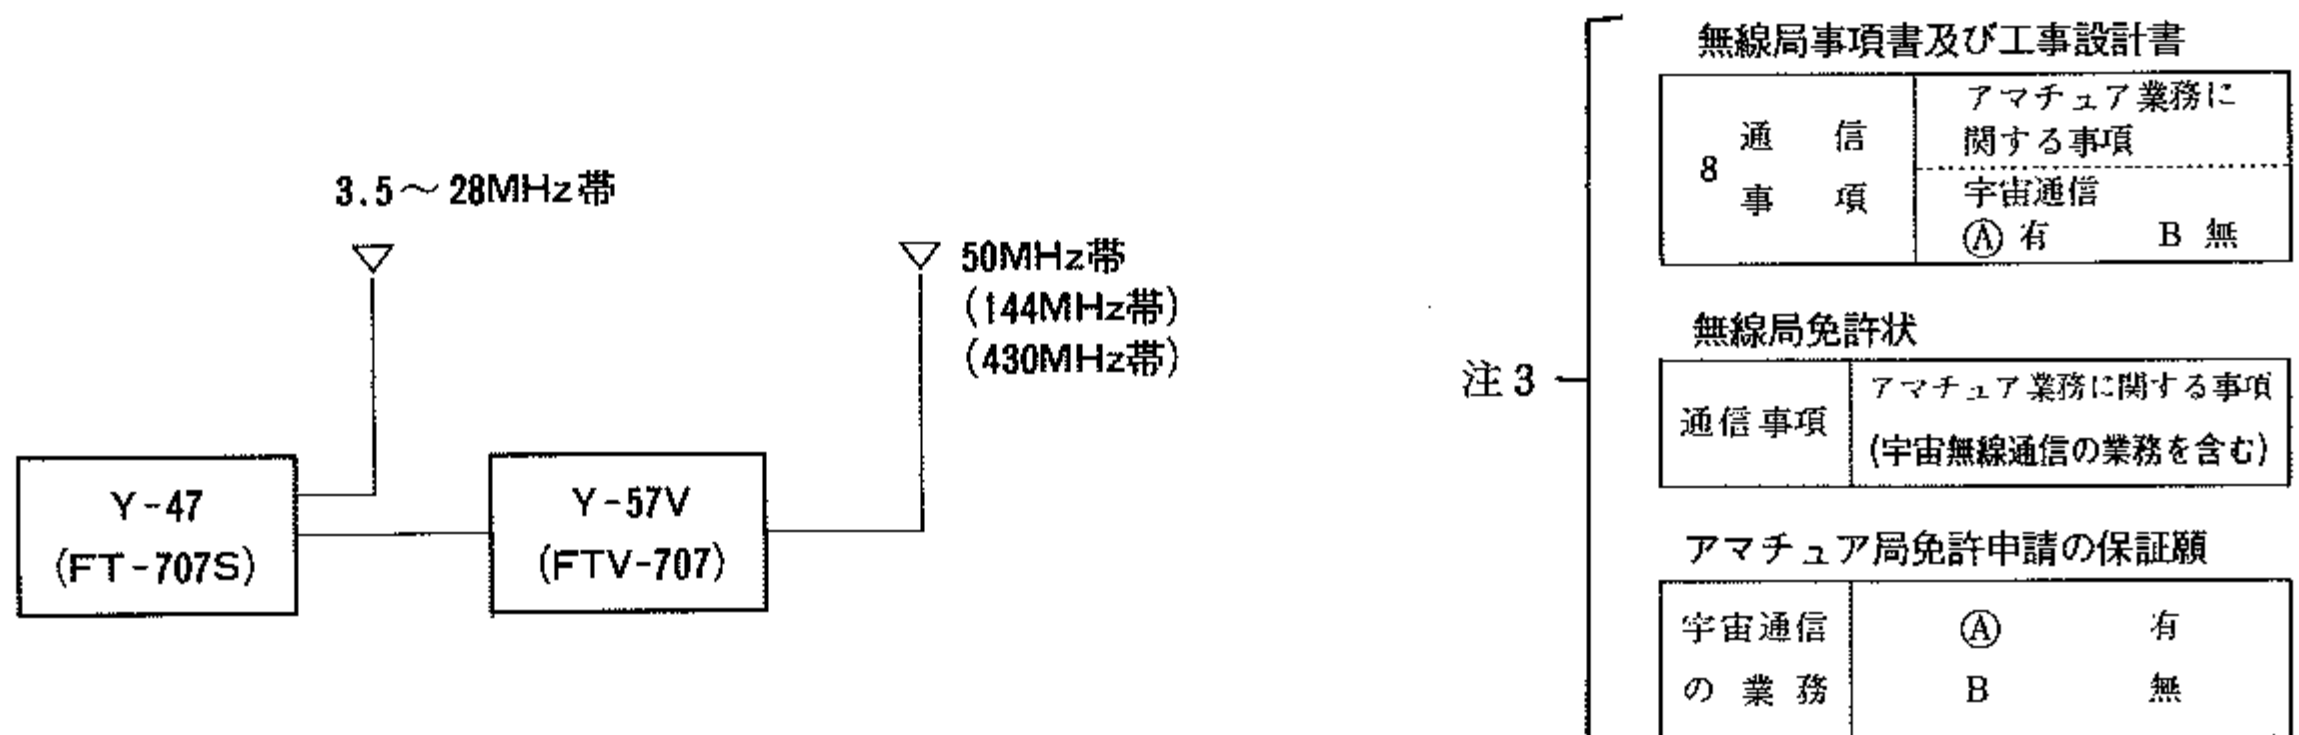 3.5～28MHz帯
50MHz帯
(144MHz帯)
(430MHz帯)
Y-47
(FT-707S)
Y-57V
(FTV-707)
注3
無線局事項書及び工事設計書
8 通信事項
アマチュア業務に
関する事項
宇宙通信
Ⓐ 有 B 無
無線局免許状
通信事項
アマチュア業務に関する事項
(宇宙無線通信の業務を含む)
アマチュア局免許申請の保証願
宇宙通信
の業務
Ⓐ 有
B 無